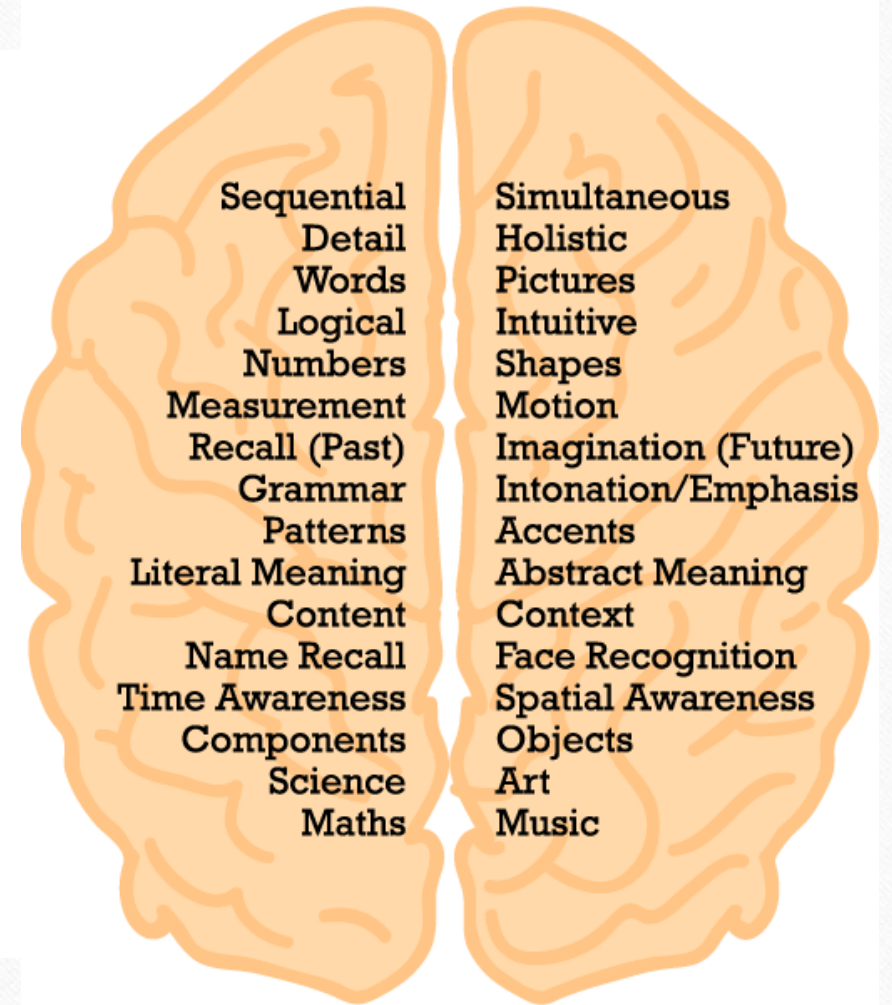 Sequential
Detail
Words
Logical
Numbers
Measurement
Recall (Past)
Grammar
Patterns
Literal Meaning
Content
Name Recall
Time Awareness
Components
Science
Maths
Simultaneous
Holistic
Pictures
Intuitive
Shapes
Motion
Imagination (Future)
Intonation/Emphasis
Accents
Abstract Meaning
Context
Face Recognition
Spatial Awareness
Objects
Art
Music